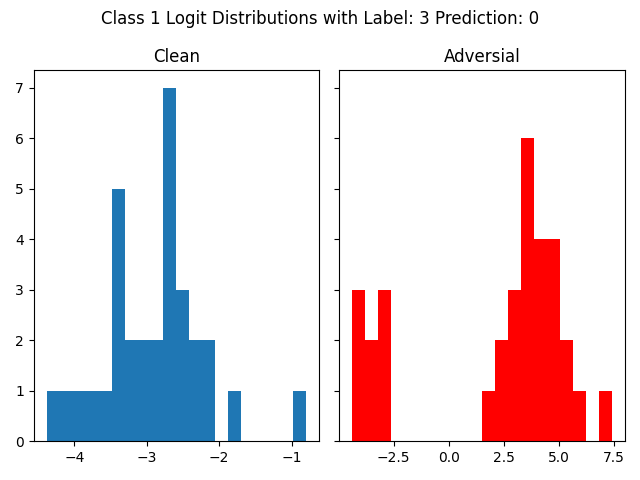 Class 1 Logit Distributions with Label: 3 Prediction: 0
Clean
Adversial
7
6
5
4
3
2
1
0
−4 −3 −2 −1
−2.5 0.0 2.5 5.0 7.5